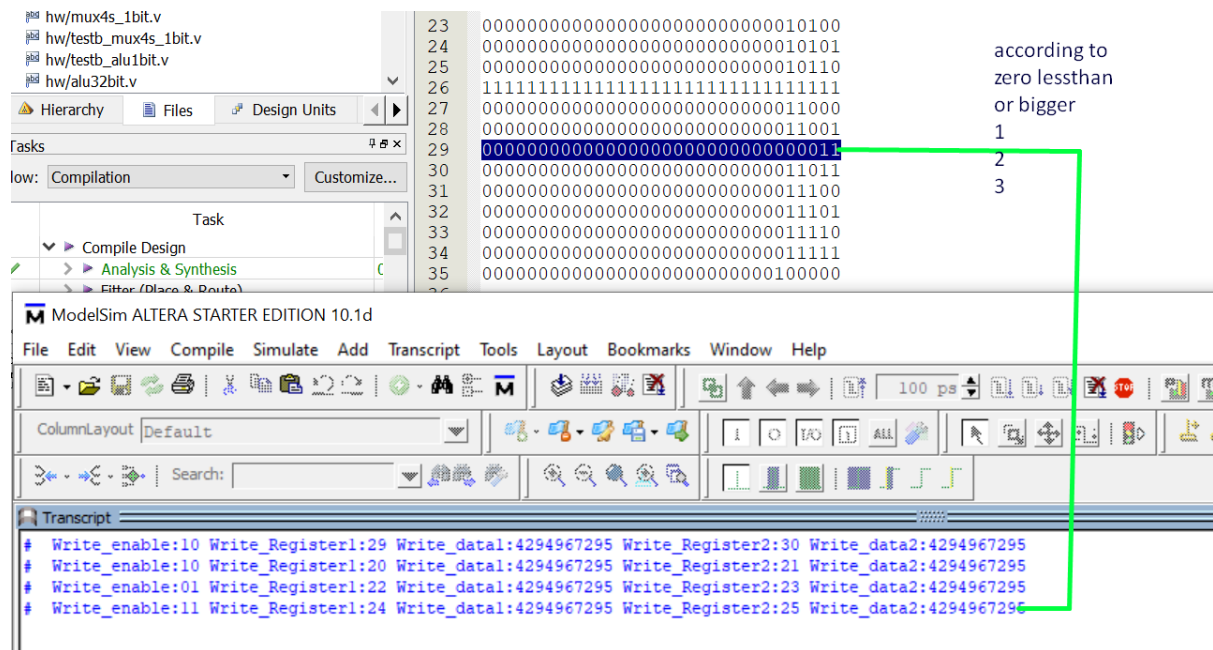 hw/mux4s_1bit.v
hw/testb_mux4s_1bit.v
hw/testb_alu1bit.v
hw/alu32bit.v
Hierarchy Files Design Units
Tasks
low: Compilation Customize...
Task
Compile Design
Analysis & Synthesis
Fitter (Place & Route)
23 00000000000000000000000000010100
24 00000000000000000000000000010101
25 00000000000000000000000000010110
26 11111111111111111111111111111111
27 00000000000000000000000000011000
28 00000000000000000000000000011001
29 00000000000000000000000000000011
30 00000000000000000000000000011011
31 00000000000000000000000000011100
32 00000000000000000000000000011101
33 00000000000000000000000000011110
34 00000000000000000000000000011111
35 00000000000000000000000000100000
according to
zero lessthan
or bigger
1
2
3
ModelSim ALTERA STARTER EDITION 10.1d
File Edit View Compile Simulate Add Transcript Tools Layout Bookmarks Window Help
100 ps STOP
ColumnLayout Default I O I/O ALL
Search:
Transcript
# Write_enable:10 Write_Register1:29 Write_data1:4294967295 Write_Register2:30 Write_data2:4294967295
# Write_enable:10 Write_Register1:20 Write_data1:4294967295 Write_Register2:21 Write_data2:4294967295
# Write_enable:01 Write_Register1:22 Write_data1:4294967295 Write_Register2:23 Write_data2:4294967295
# Write_enable:11 Write_Register1:24 Write_data1:4294967295 Write_Register2:25 Write_data2:4294967295